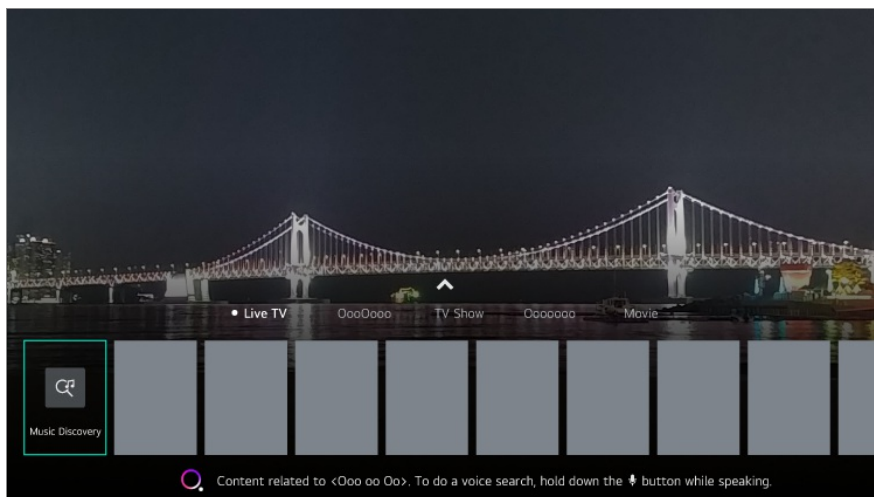 Live TV
OooOooo
TV Show
Ooooooo
Movie
Music Discovery
Content related to <Ooo oo Oo>. To do a voice search, hold down the button while speaking.